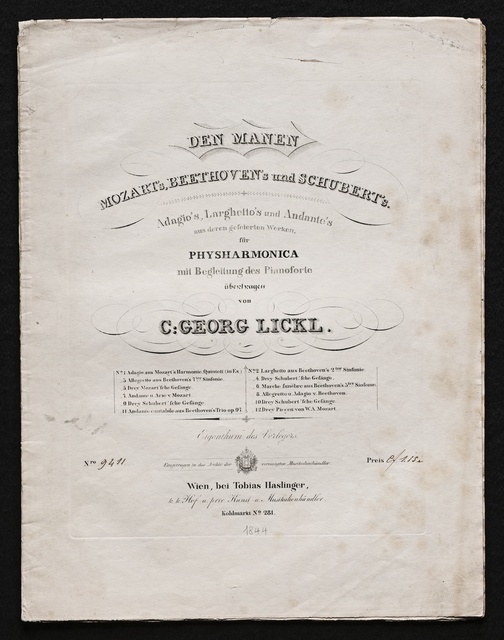 DEN MANEN
MOZART's, BEETHOVEN's und SCHUBERT's.
Adagio's, Larghetto's und Andante's
aus deren gefeierten Werken,
für
PHYSHARMONICA
mit Begleitung des Pianoforte
übertragen
von
C: GEORG LICKL.
No 1 Adagio aus Mozart's Harmonie Quintett (in Es.)
3 Allegretto aus Beethoven's 7ten Sinfonie.
5 Drey Mozart'sche Gesänge.
7 Andante u. Arie v. Mozart
9 Drey Schubert'sche Gesänge.
11 Andante cantabile aus Beethoven's Trio op. 97
No 2 Larghetto aus Beethoven's 2ten Sinfonie.
4 Drey Schubert'sche Gesänge.
6 Marche funèbre aus Beethoven's Sinfonie.
8 Allegretto u. Adagio v. Beethoven.
10 Drey Schubert'sche Gesänge.
12 Drey Piecen von W. A. Mozart.
Eigenthum des Verlegers.
Nro. 9411.
Eingetragen in das Archiv der vereinigten Musikalienhändler.
Preis f 1.15x
Wien, bei Tobias Haslinger,
k. k. Hof- u. priv. Kunst- u. Musikalienhändler
Kohlmarkt No 281.
1844